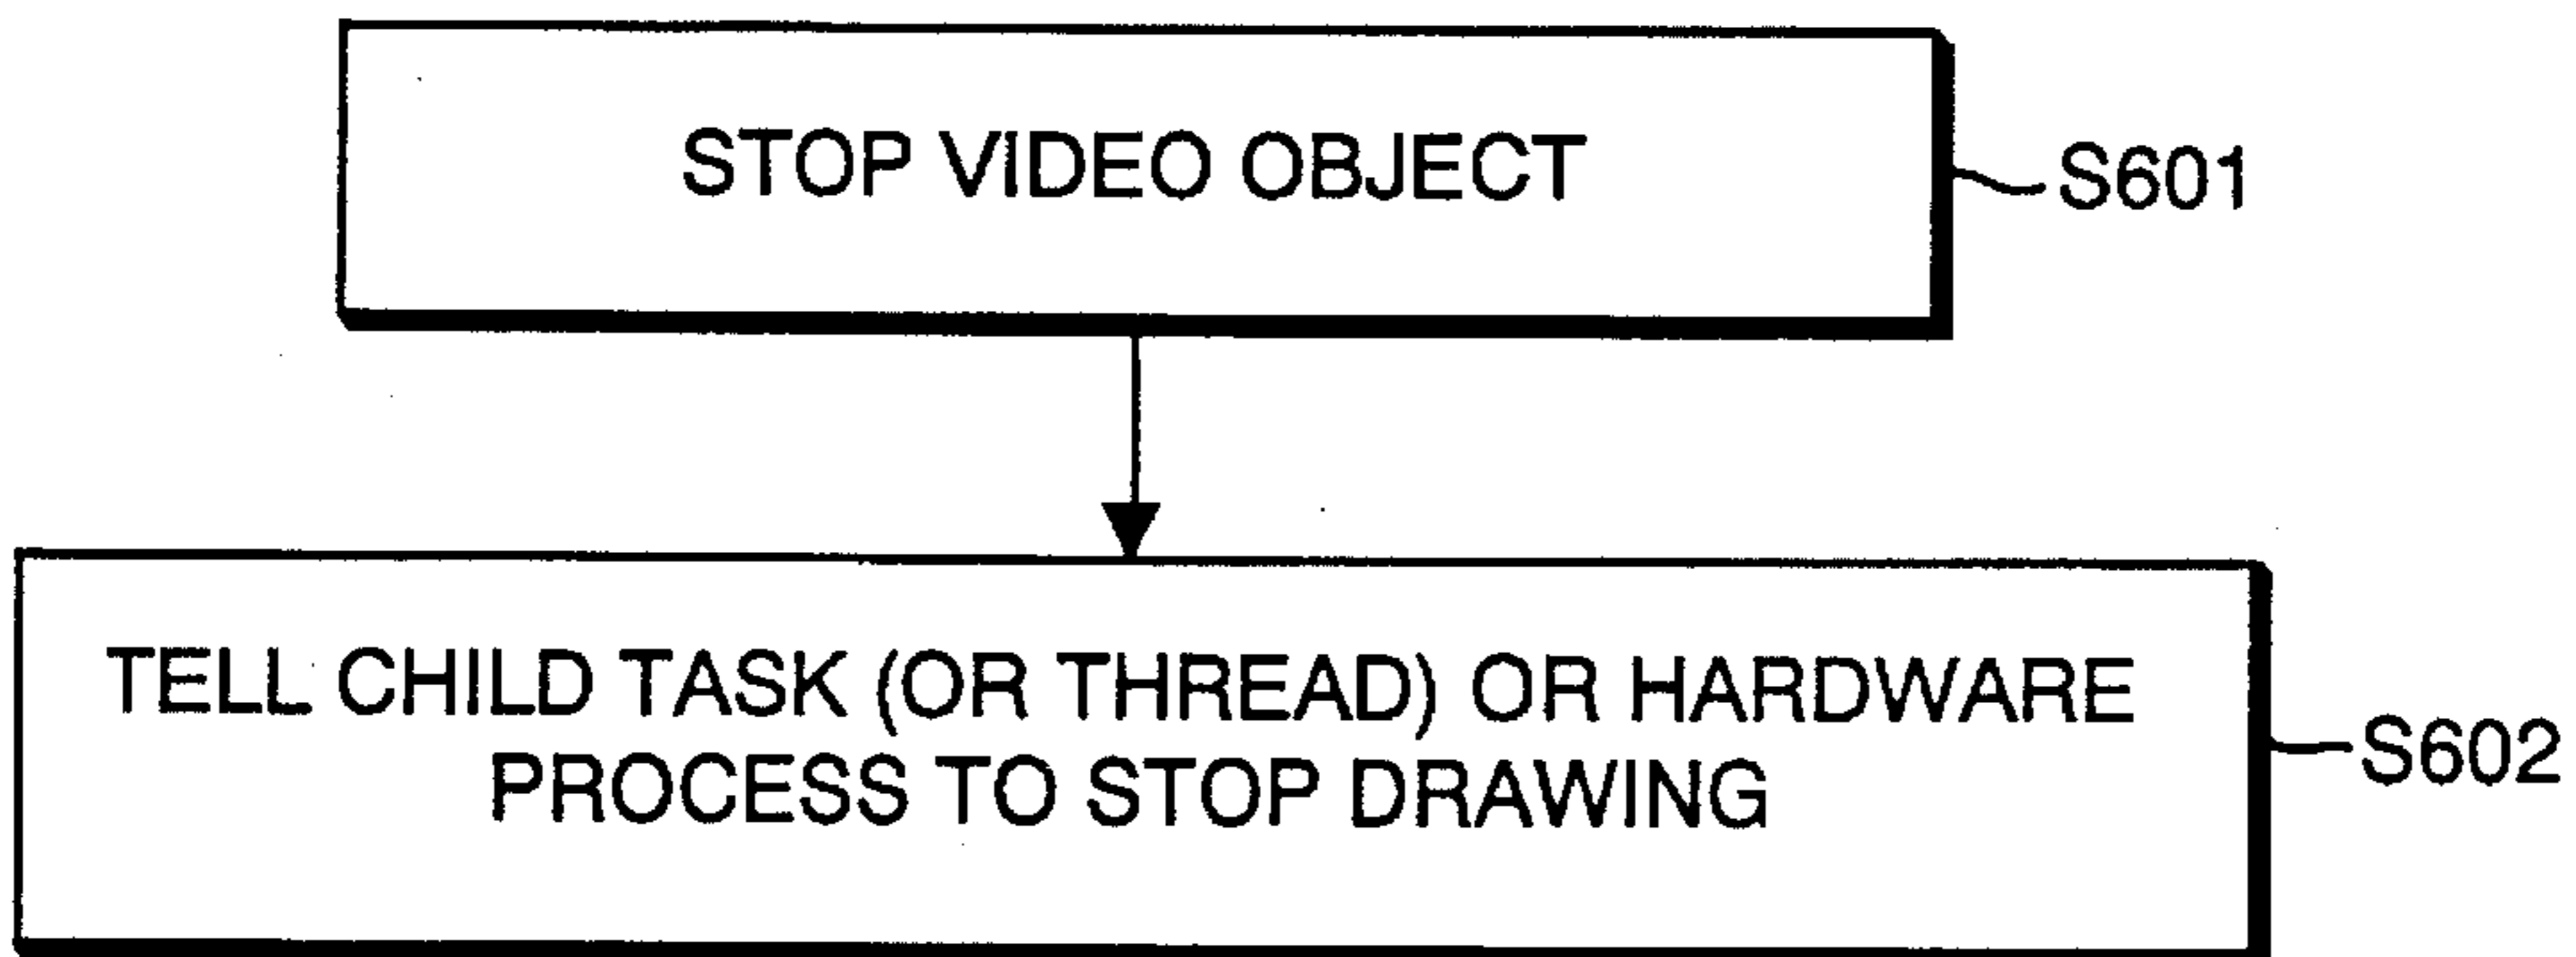 STOP VIDEO OBJECT
S601
TELL CHILD TASK (OR THREAD) OR HARDWARE
PROCESS TO STOP DRAWING
S602